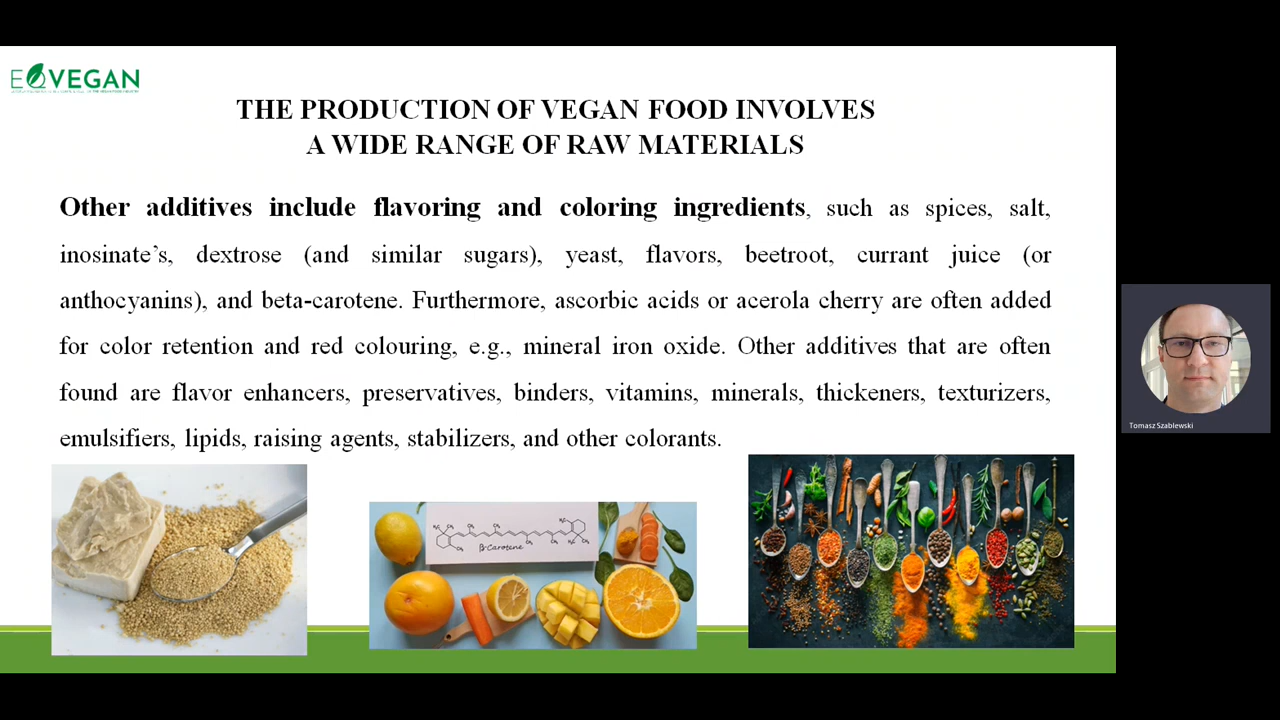 EQVEGAN
THE PRODUCTION OF VEGAN FOOD INVOLVES
A WIDE RANGE OF RAW MATERIALS
Other additives include flavoring and coloring ingredients, such as spices, salt,
inosinate’s, dextrose (and similar sugars), yeast, flavors, beetroot, currant juice (or
anthocyanins), and beta-carotene. Furthermore, ascorbic acids or acerola cherry are often added
for color retention and red colouring, e.g., mineral iron oxide. Other additives that are often
found are flavor enhancers, preservatives, binders, vitamins, minerals, thickeners, texturizers,
emulsifiers, lipids, raising agents, stabilizers, and other colorants.
β-Carotene
Tomasz Szablewski